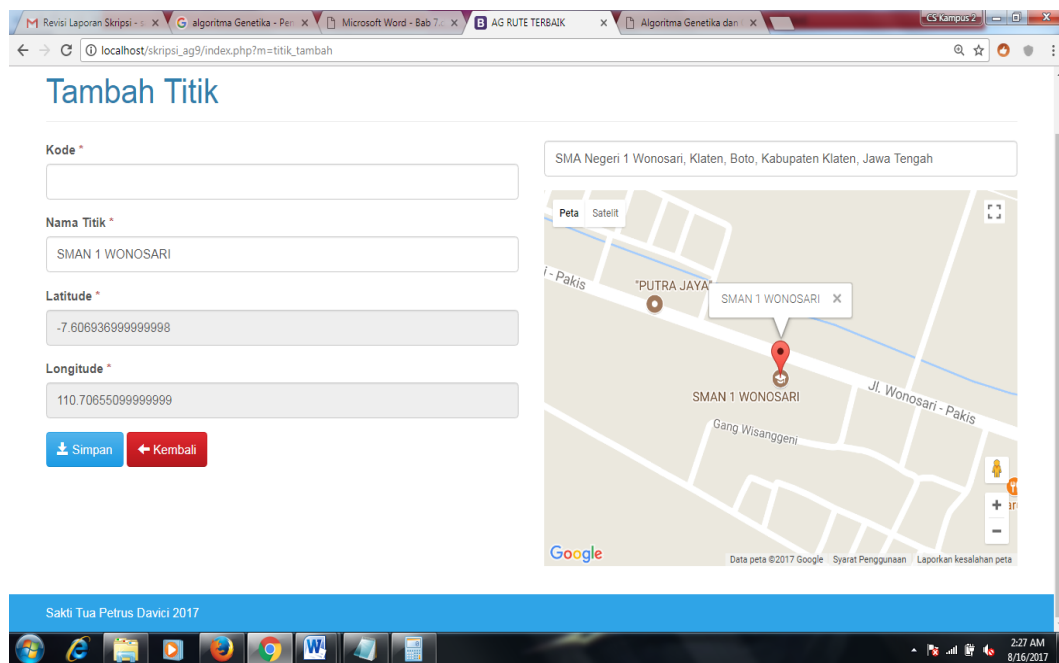 Revisi Laporan Skripsi - s
algoritma Genetika - Pen
Microsoft Word - Bab 7.
AG RUTE TERBAIK
Algoritma Genetika dan
CS Kampus 2
localhost/skripsi_ag9/index.php?m=titik_tambah
Tambah Titik
Kode *
Nama Titik *
SMAN 1 WONOSARI
Latitude *
-7.606936999999998
Longitude *
110.70655099999999
Simpan
Kembali
SMA Negeri 1 Wonosari, Klaten, Boto, Kabupaten Klaten, Jawa Tengah
Peta Satelit
i - Pakis
"PUTRA JAYA"
SMAN 1 WONOSARI
SMAN 1 WONOSARI
Jl. Wonosari - Pakis
Gang Wisanggeni
Google
Data peta ©2017 Google Syarat Penggunaan Laporkan kesalahan peta
Sakti Tua Petrus Davici 2017
2:27 AM
8/16/2017